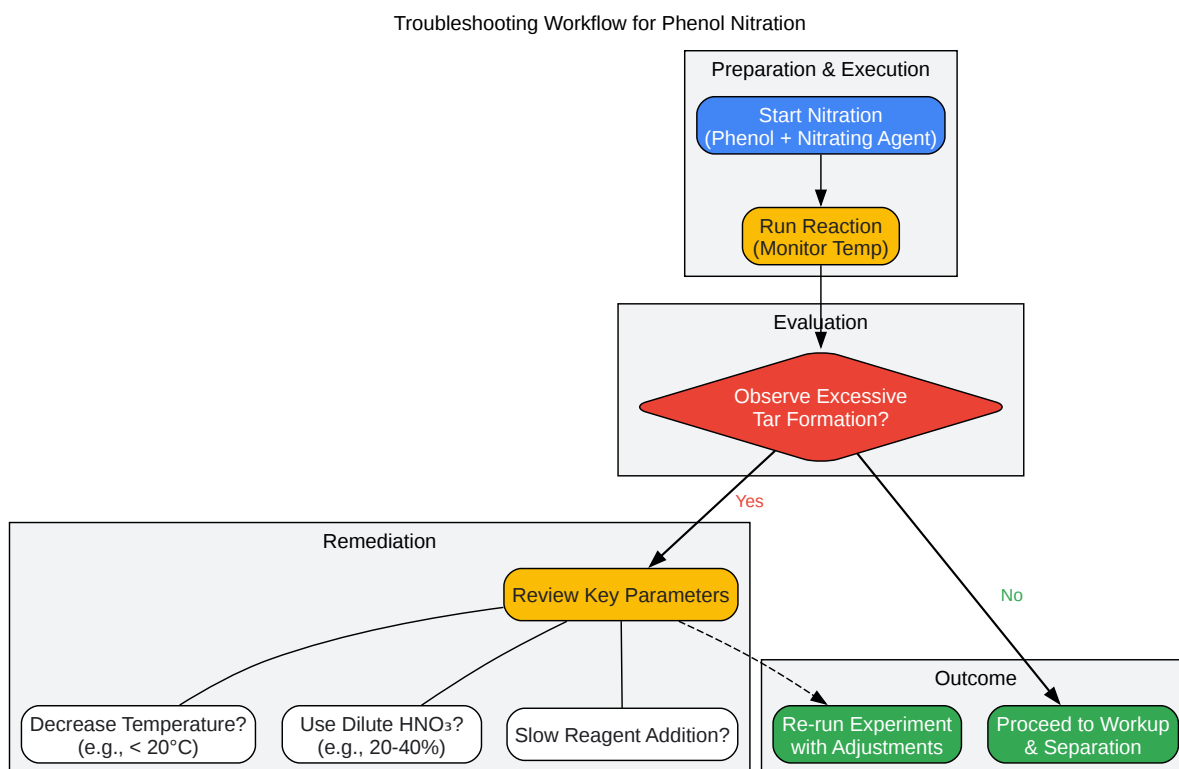 Troubleshooting Workflow for Phenol Nitration
Preparation & Execution
Start Nitration
(Phenol + Nitrating Agent)
Run Reaction
(Monitor Temp)
Evaluation
Observe Excessive
Tar Formation?
Yes
No
Remediation
Review Key Parameters
Decrease Temperature?
(e.g., < 20°C)
Use Dilute HNO₃?
(e.g., 20-40%)
Slow Reagent Addition?
Outcome
Re-run Experiment
with Adjustments
Proceed to Workup
& Separation